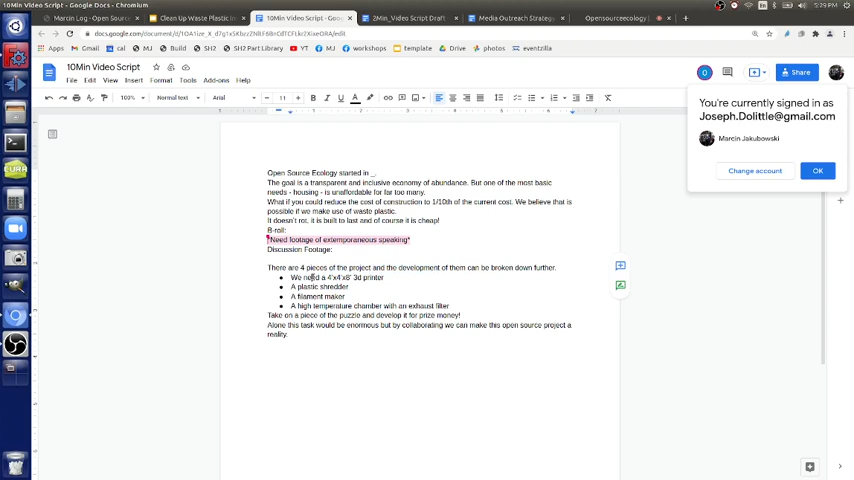 10Min Video Script - Google Docs - Chromium
5:29 PM
Marcin Log - Open Source
Clean Up Waste Plastic in
10Min Video Script - Goo
2Min_Video Script Draft
Media Outreach Strategy
Opensourceecology
Gmail
cal
MJ
Build
SH2
SH2 Part Library
YT
MJ
workshops
template
Drive
photos
eventzilla
10Min Video Script
File Edit View Insert Format Tools Add-ons Help
Share
100%
Normal text
Arial
11
You're currently signed in as
Joseph.Dolittle@gmail.com
Marcin Jakubowski
Change account
OK
Open Source Ecology started in _.
The goal is a transparent and inclusive economy of abundance. But one of the most basic
needs - housing - is unaffordable for far too many.
What if you could reduce the cost of construction to 1/10th of the current cost. We believe that is
possible if we make use of waste plastic.
It doesn't rot, it is built to last and of course it is cheap!
B-roll:
*Need footage of extemporaneous speaking*
Discussion Footage:
There are 4 pieces of the project and the development of them can be broken down further.
● We need a 4'x4'x8' 3d printer
● A plastic shredder
● A filament maker
● A high temperature chamber with an exhaust filter
Take on a piece of the puzzle and develop it for prize money!
Alone this task would be enormous but by collaborating we can make this open source project a
reality.
CURA